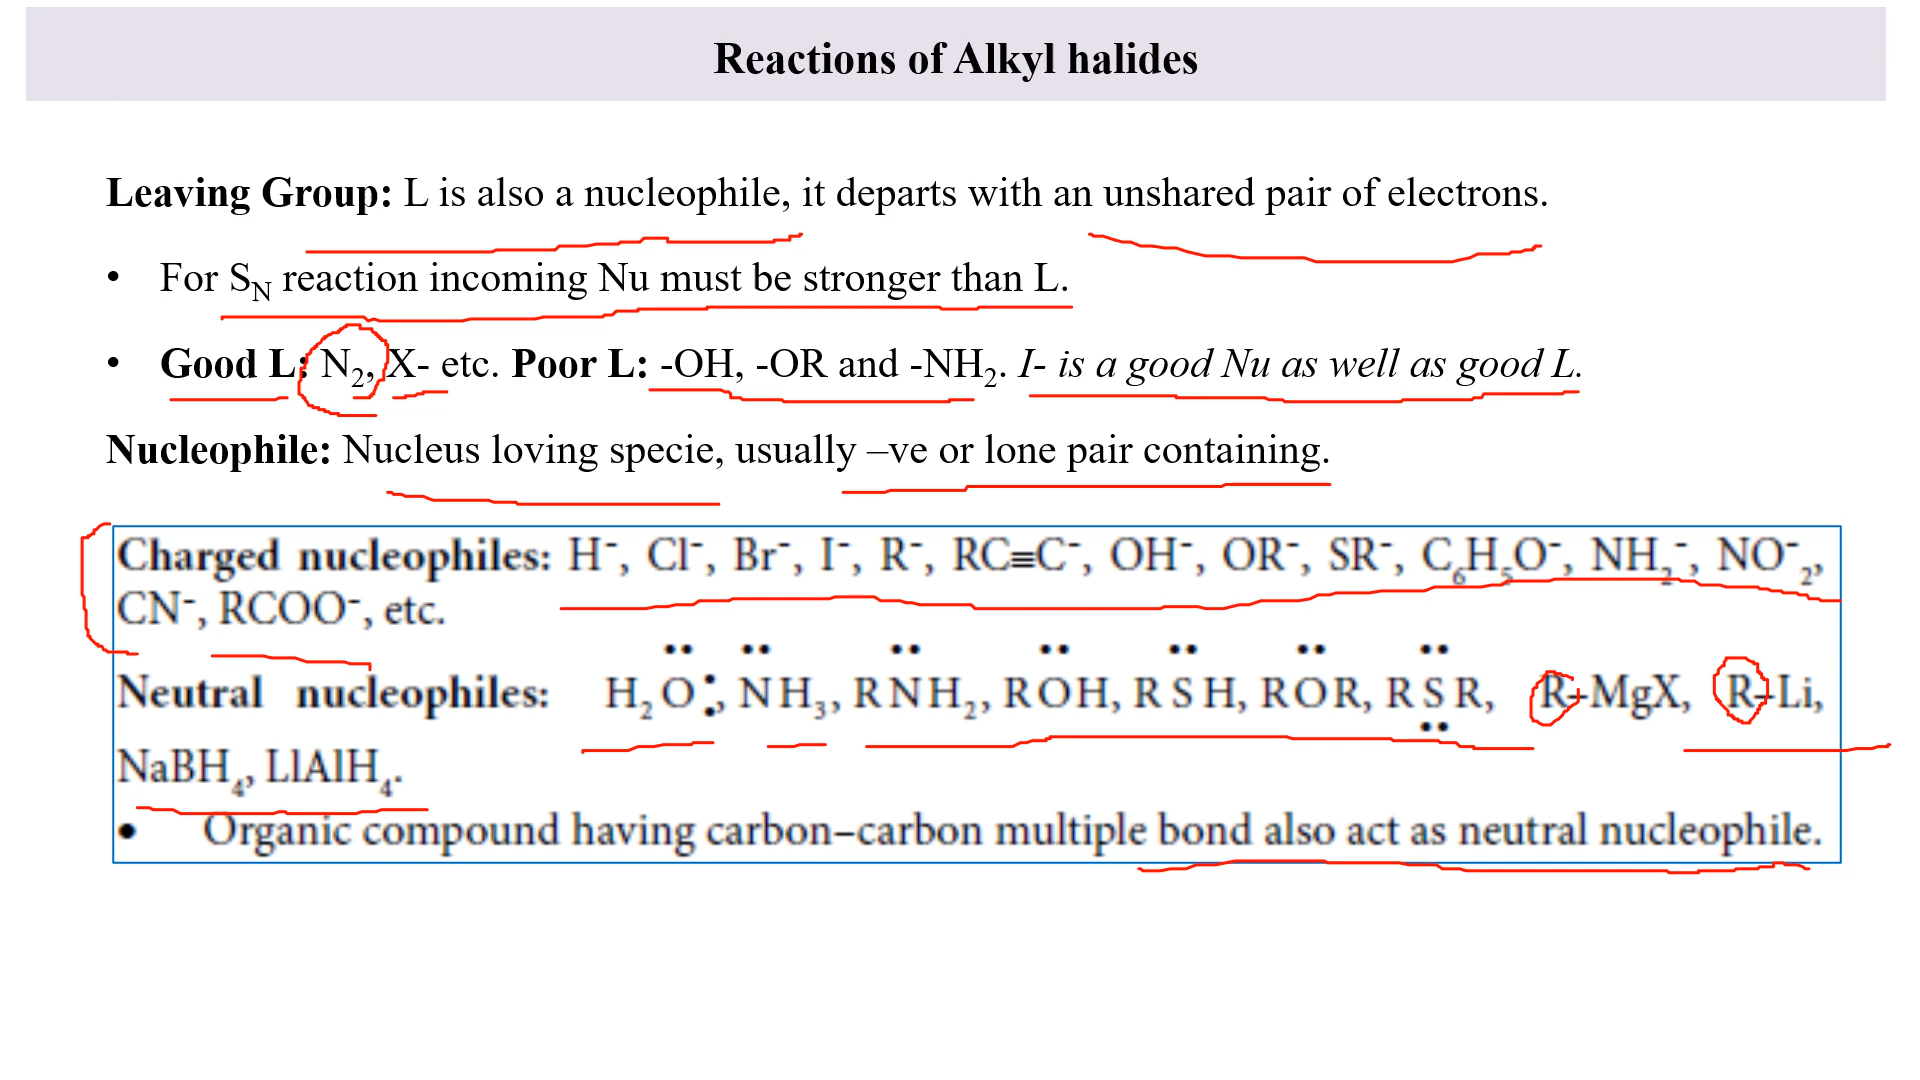 Reactions of Alkyl halides
Leaving Group: L is also a nucleophile, it departs with an unshared pair of electrons.
• For S_N reaction incoming Nu must be stronger than L.
• Good L: N₂, X- etc. Poor L: -OH, -OR and -NH₂. I- is a good Nu as well as good L.
Nucleophile: Nucleus loving specie, usually –ve or lone pair containing.
Charged nucleophiles: H⁻, Cl⁻, Br⁻, I⁻, R⁻, RC≡C⁻, OH⁻, OR⁻, SR⁻, C₆H₅O⁻, NH₂⁻, NO⁻₂,
CN⁻, RCOO⁻, etc.
Neutral nucleophiles: H₂O, NH₃, RNH₂, ROH, RSH, ROR, RSR, R–MgX, R–Li,
NaBH₄, LlAlH₄.
• Organic compound having carbon–carbon multiple bond also act as neutral nucleophile.